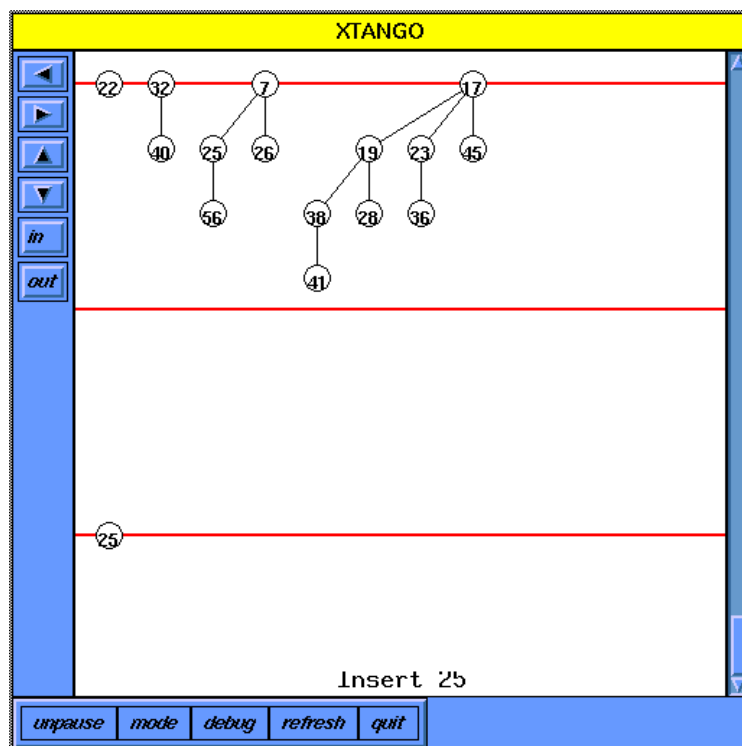 XTANGO
22 32 7 17
40 25 26 19 23 45
56 38 28 36
41
in
out
25
Insert 25
unpause mode debug refresh quit